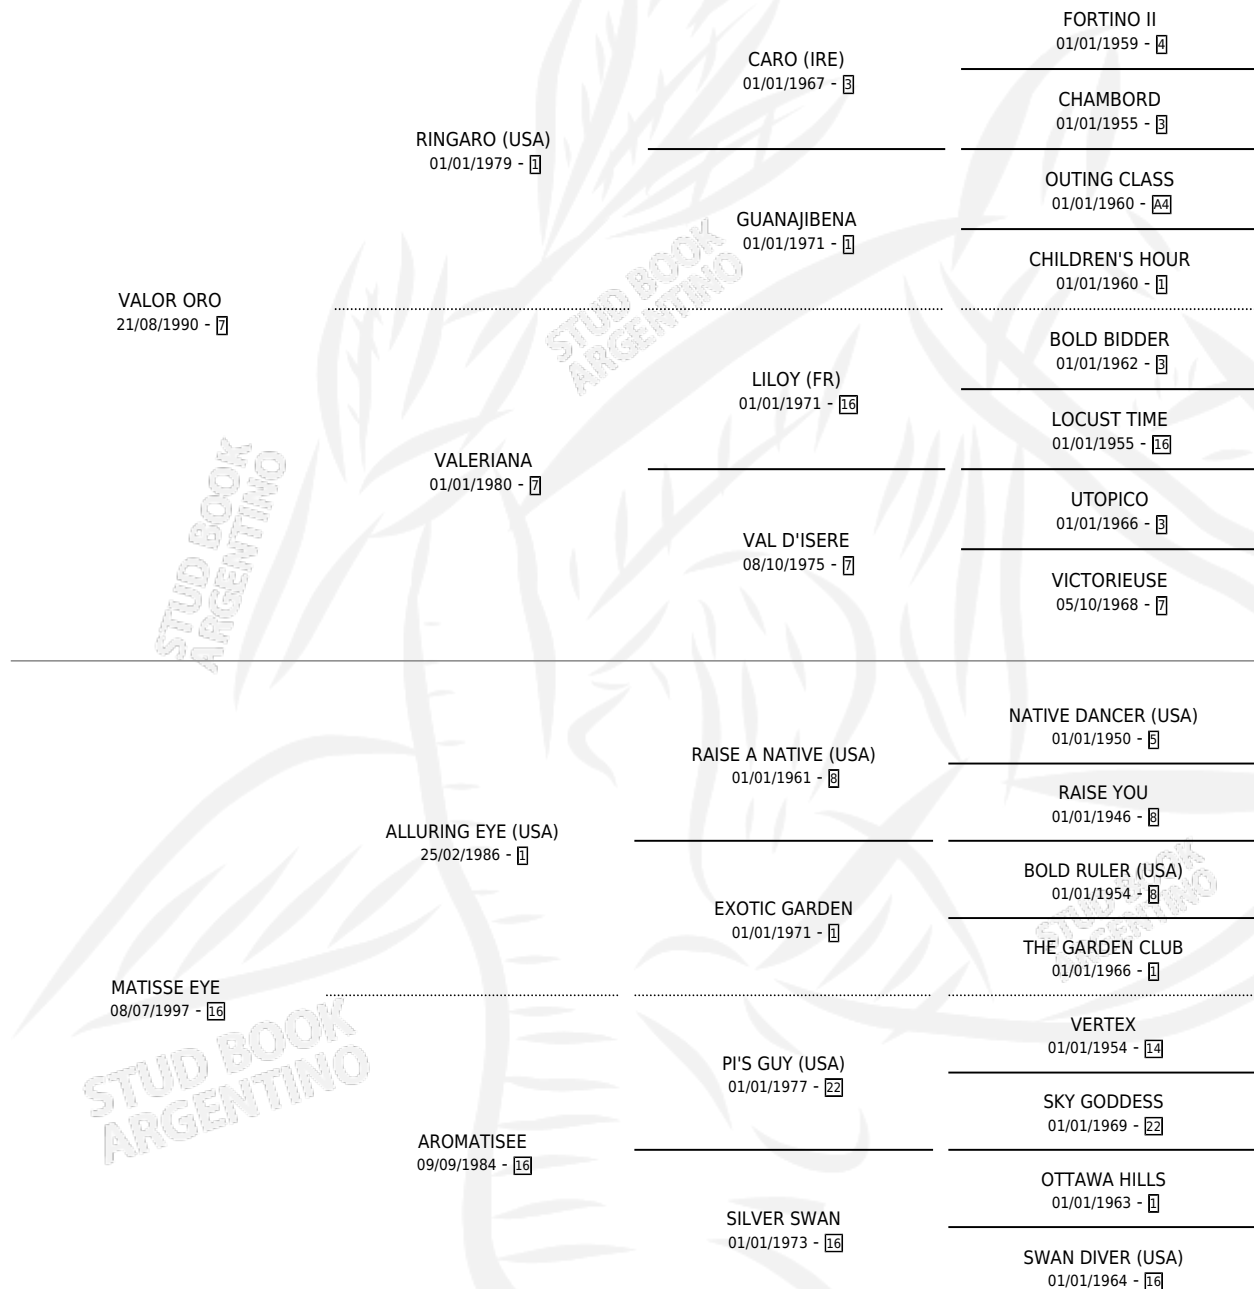 FORTINO II
01/01/1959 - 4
CARO (IRE)
01/01/1967 - 3
CHAMBORD
01/01/1955 - 3
RINGARO (USA)
01/01/1979 - 1
OUTING CLASS
01/01/1960 - A4
GUANAJIBENA
01/01/1971 - 1
CHILDREN'S HOUR
01/01/1960 - 1
VALOR ORO
21/08/1990 - 7
BOLD BIDDER
01/01/1962 - 3
LILOY (FR)
01/01/1971 - 16
LOCUST TIME
01/01/1955 - 16
VALERIANA
01/01/1980 - 7
UTOPICO
01/01/1966 - 3
VAL D'ISERE
08/10/1975 - 7
VICTORIEUSE
05/10/1968 - 7
STUD BOOK
ARGENTINO
STUD BOOK
ARGENTINO
NATIVE DANCER (USA)
01/01/1950 - 5
RAISE A NATIVE (USA)
01/01/1961 - 8
RAISE YOU
01/01/1946 - 8
ALLURING EYE (USA)
25/02/1986 - 1
BOLD RULER (USA)
01/01/1954 - 8
EXOTIC GARDEN
01/01/1971 - 1
THE GARDEN CLUB
01/01/1966 - 1
MATISSE EYE
08/07/1997 - 16
VERTEX
01/01/1954 - 14
PI'S GUY (USA)
01/01/1977 - 22
SKY GODDESS
01/01/1969 - 22
AROMATISEE
09/09/1984 - 16
OTTAWA HILLS
01/01/1963 - 1
SILVER SWAN
01/01/1973 - 16
SWAN DIVER (USA)
01/01/1964 - 16
STUD BOOK
ARGENTINO
STUD BOOK
ARGENTINO